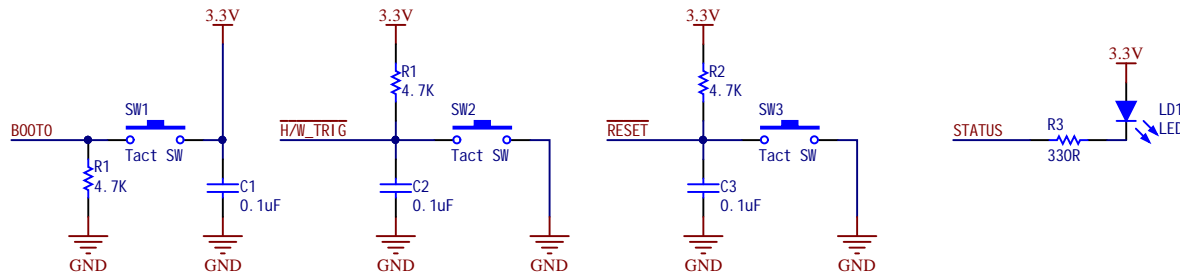 3.3V
BOOT0
SW1
Tact SW
R1
4.7K
C1
0.1uF
GND
GND
3.3V
R1
4.7K
H/W_TRIG
SW2
Tact SW
C2
0.1uF
GND
GND
3.3V
R2
4.7K
RESET
SW3
Tact SW
C3
0.1uF
GND
GND
3.3V
LD1
LED
STATUS
R3
330R